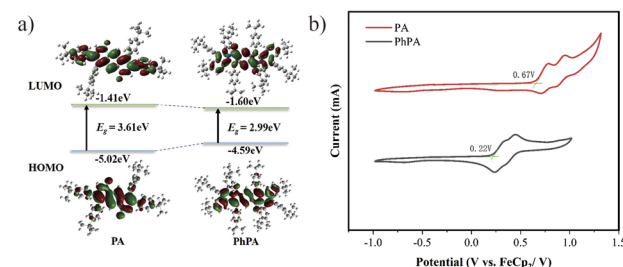 a)
LUMO
-1.41eV
-1.60eV
Eg = 3.61eV
Eg = 2.99eV
-5.02eV
-4.59eV
HOMO
PA
PhPA
b)
PA
PhPA
0.67V
0.22V
Current (mA)
-1.0 -0.5 0.0 0.5 1.0 1.5
Potential (V vs. FeCp2/ V)